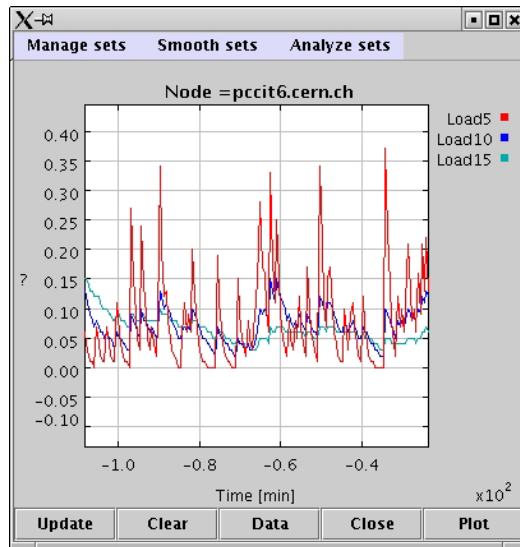 Manage sets Smooth sets Analyze sets
Node =pccit6.cern.ch
Load5
Load10
Load15
0.40
0.35
0.30
0.25
0.20
?
0.15
0.10
0.05
0.00
-0.05
-0.10
-1.0 -0.8 -0.6 -0.4
Time [min] x10^2
Update Clear Data Close Plot